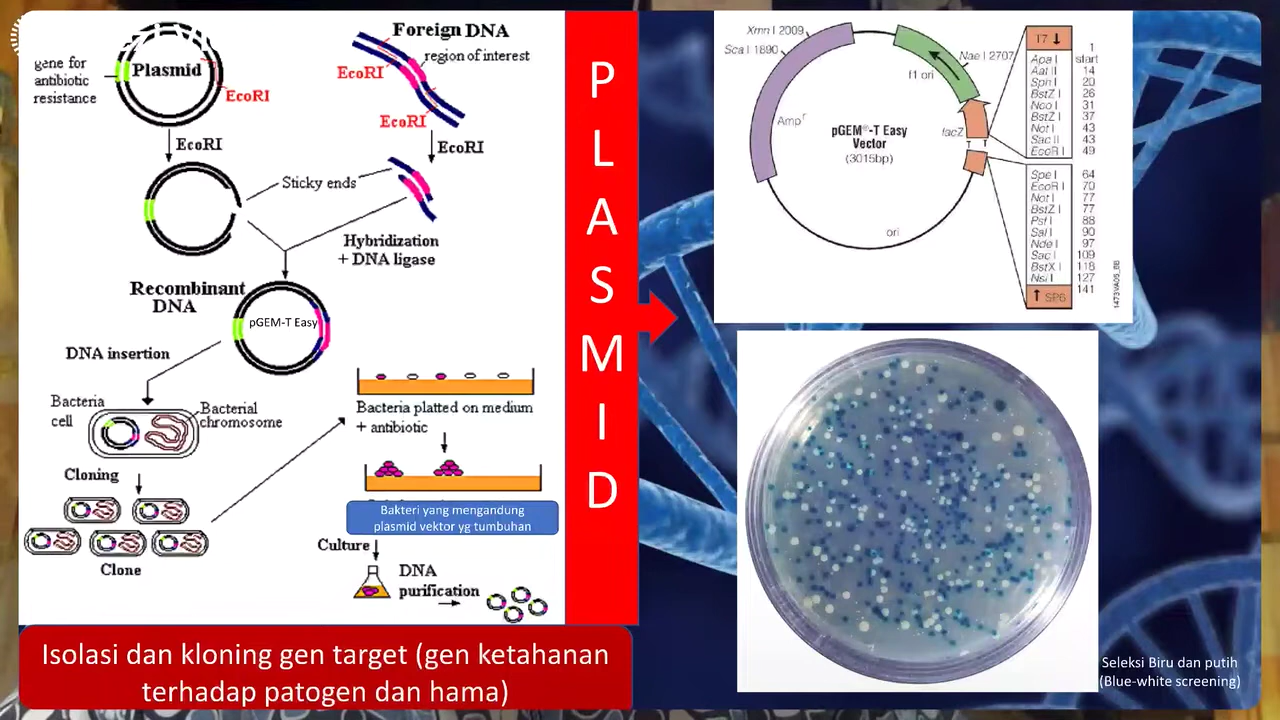 gene for
antibiotic
resistance
Plasmid
EcoRI
EcoRI
Foreign DNA
region of interest
EcoRI
EcoRI
EcoRI
Sticky ends
Hybridization
+ DNA ligase
Recombinant
DNA
pGEM-T Easy
DNA insertion
Bacteria
cell
Bacterial
chromosome
Cloning
Clone
Bacteria platted on medium
+ antibiotic
Bakteri yang mengandung
plasmid vektor yg tumbuhan
Culture
DNA
purification
P
L
A
S
M
I
D
Xmn I 2009
Sca I 1890
Nae I 2707
f1 ori
Ampr
pGEM®-T Easy
Vector
(3015bp)
lacZ
T T
ori
T7 ↓
1
start
Apa I
Aat II 14
Sph I 20
BstZ I 26
Nco I 31
BstZ I 37
Not I 43
Sac II 43
EcoR I 49
Spe I 64
EcoR I 70
Not I 77
BstZ I 77
Pst I 88
Sal I 90
Nde I 97
Sac I 109
BstX I 118
Nsi I 127
141
↑ SP6
1473VA05_6B
Isolasi dan kloning gen target (gen ketahanan
terhadap patogen dan hama)
Seleksi Biru dan putih
(Blue-white screening)